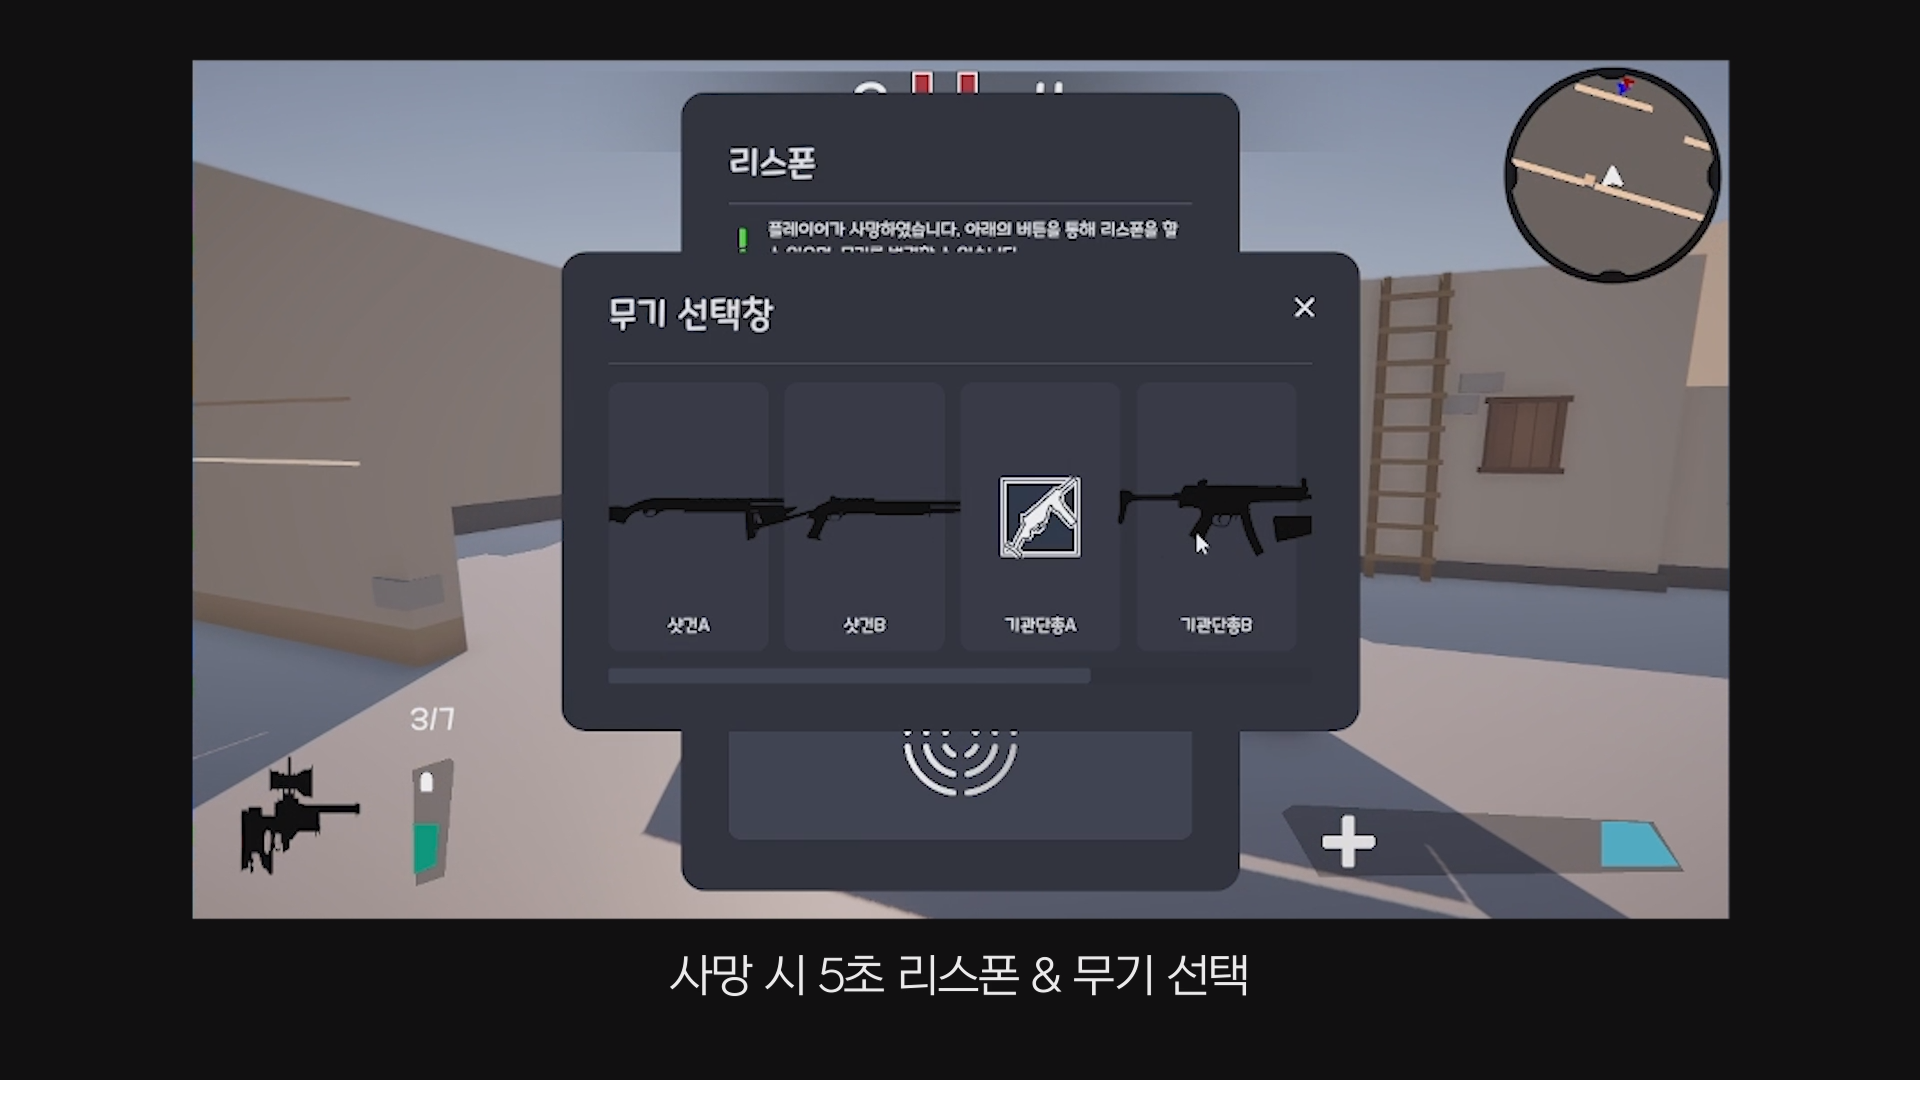 리스폰
플레이어가 사망하였습니다. 아래의 버튼을 통해 리스폰을 할
무기 선택창
샷건A
샷건B
기관단총A
기관단총B
3/7
사망 시 5초 리스폰 & 무기 선택